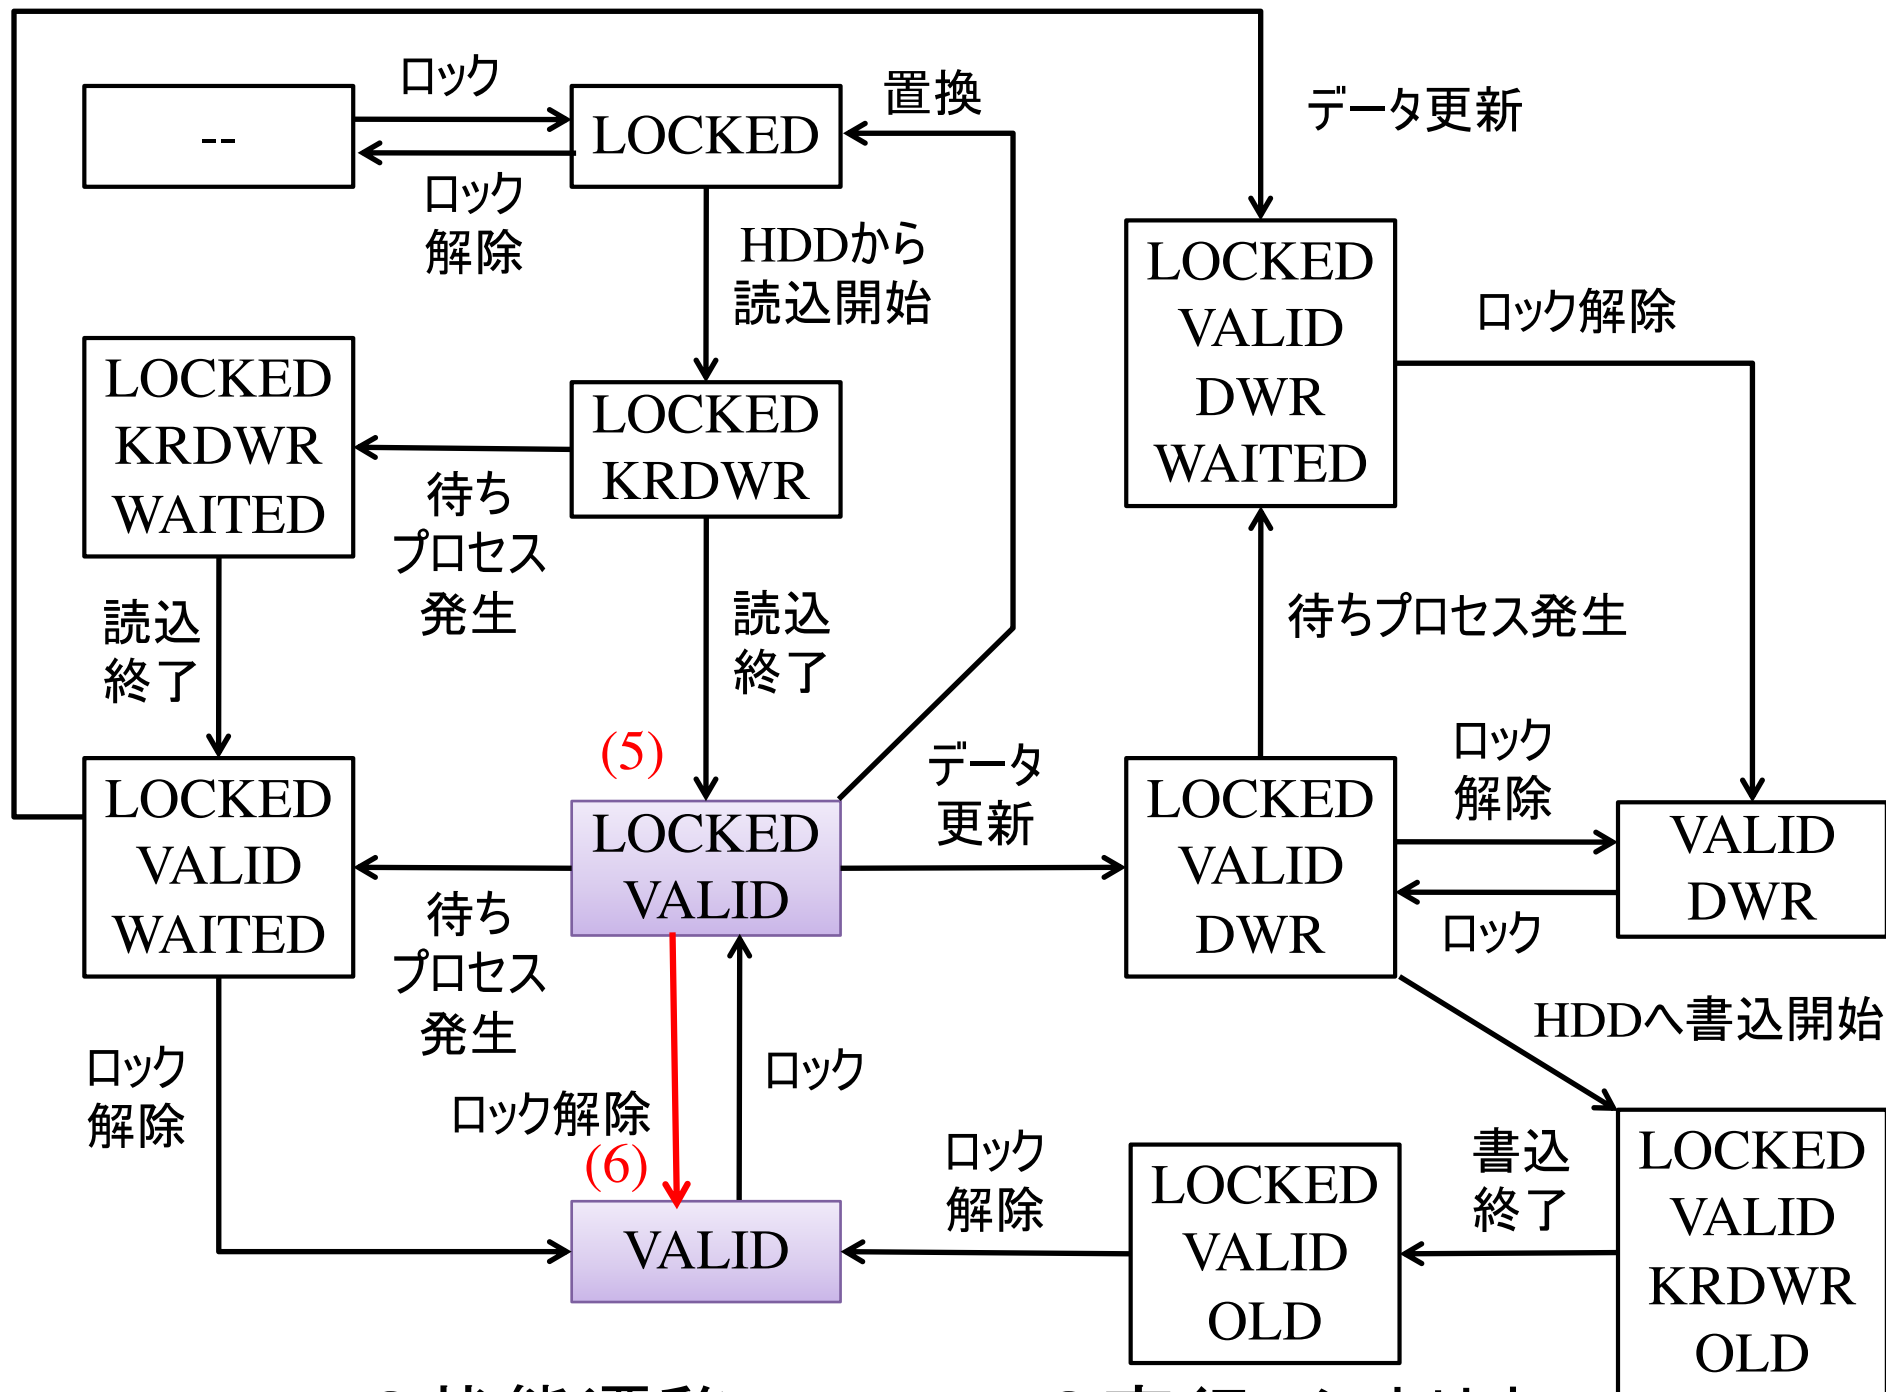 ロック
置換
データ更新
--
LOCKED
ロック
解除
HDDから
読込開始
LOCKED
VALID
DWR
WAITED
ロック解除
LOCKED
KRDWR
WAITED
LOCKED
KRDWR
待ち
プロセス
発生
読込
終了
読込
終了
待ちプロセス発生
(5)
データ
更新
ロック
解除
LOCKED
VALID
WAITED
LOCKED
VALID
LOCKED
VALID
DWR
VALID
DWR
ロック
待ち
プロセス
発生
HDDへ書込開始
ロック
解除
ロック解除
ロック
(6)
ロック
解除
書込
終了
VALID
LOCKED
VALID
OLD
LOCKED
VALID
KRDWR
OLD